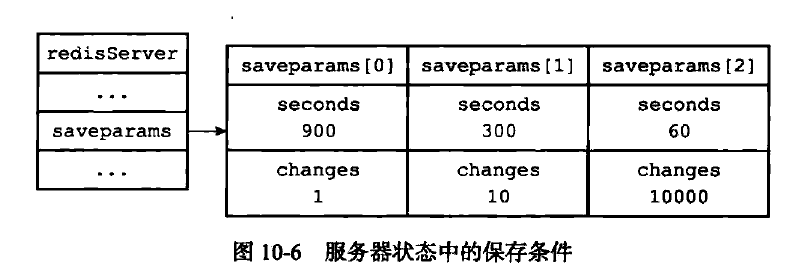 redisServer
...
saveparams
...
saveparams[0] saveparams[1] saveparams[2]
seconds seconds seconds
900 300 60
changes changes changes
1 10 10000
图 10-6 服务器状态中的保存条件